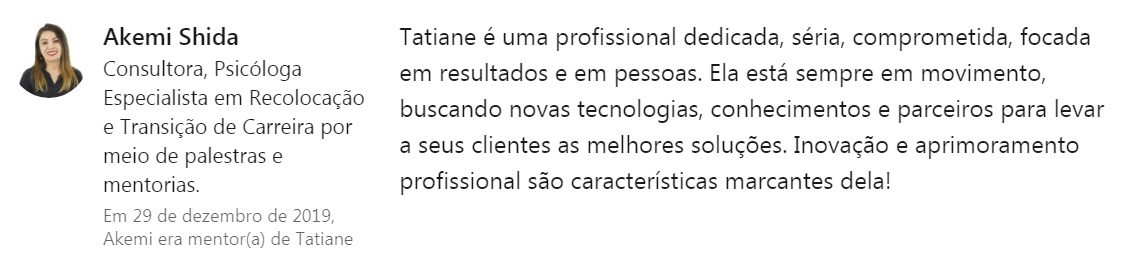 Akemi Shida
Consultora, Psicóloga
Especialista em Recolocação
e Transição de Carreira por
meio de palestras e
mentorias.
Em 29 de dezembro de 2019,
Akemi era mentor(a) de Tatiane
Tatiane é uma profissional dedicada, séria, comprometida, focada
em resultados e em pessoas. Ela está sempre em movimento,
buscando novas tecnologias, conhecimentos e parceiros para levar
a seus clientes as melhores soluções. Inovação e aprimoramento
profissional são características marcantes dela!